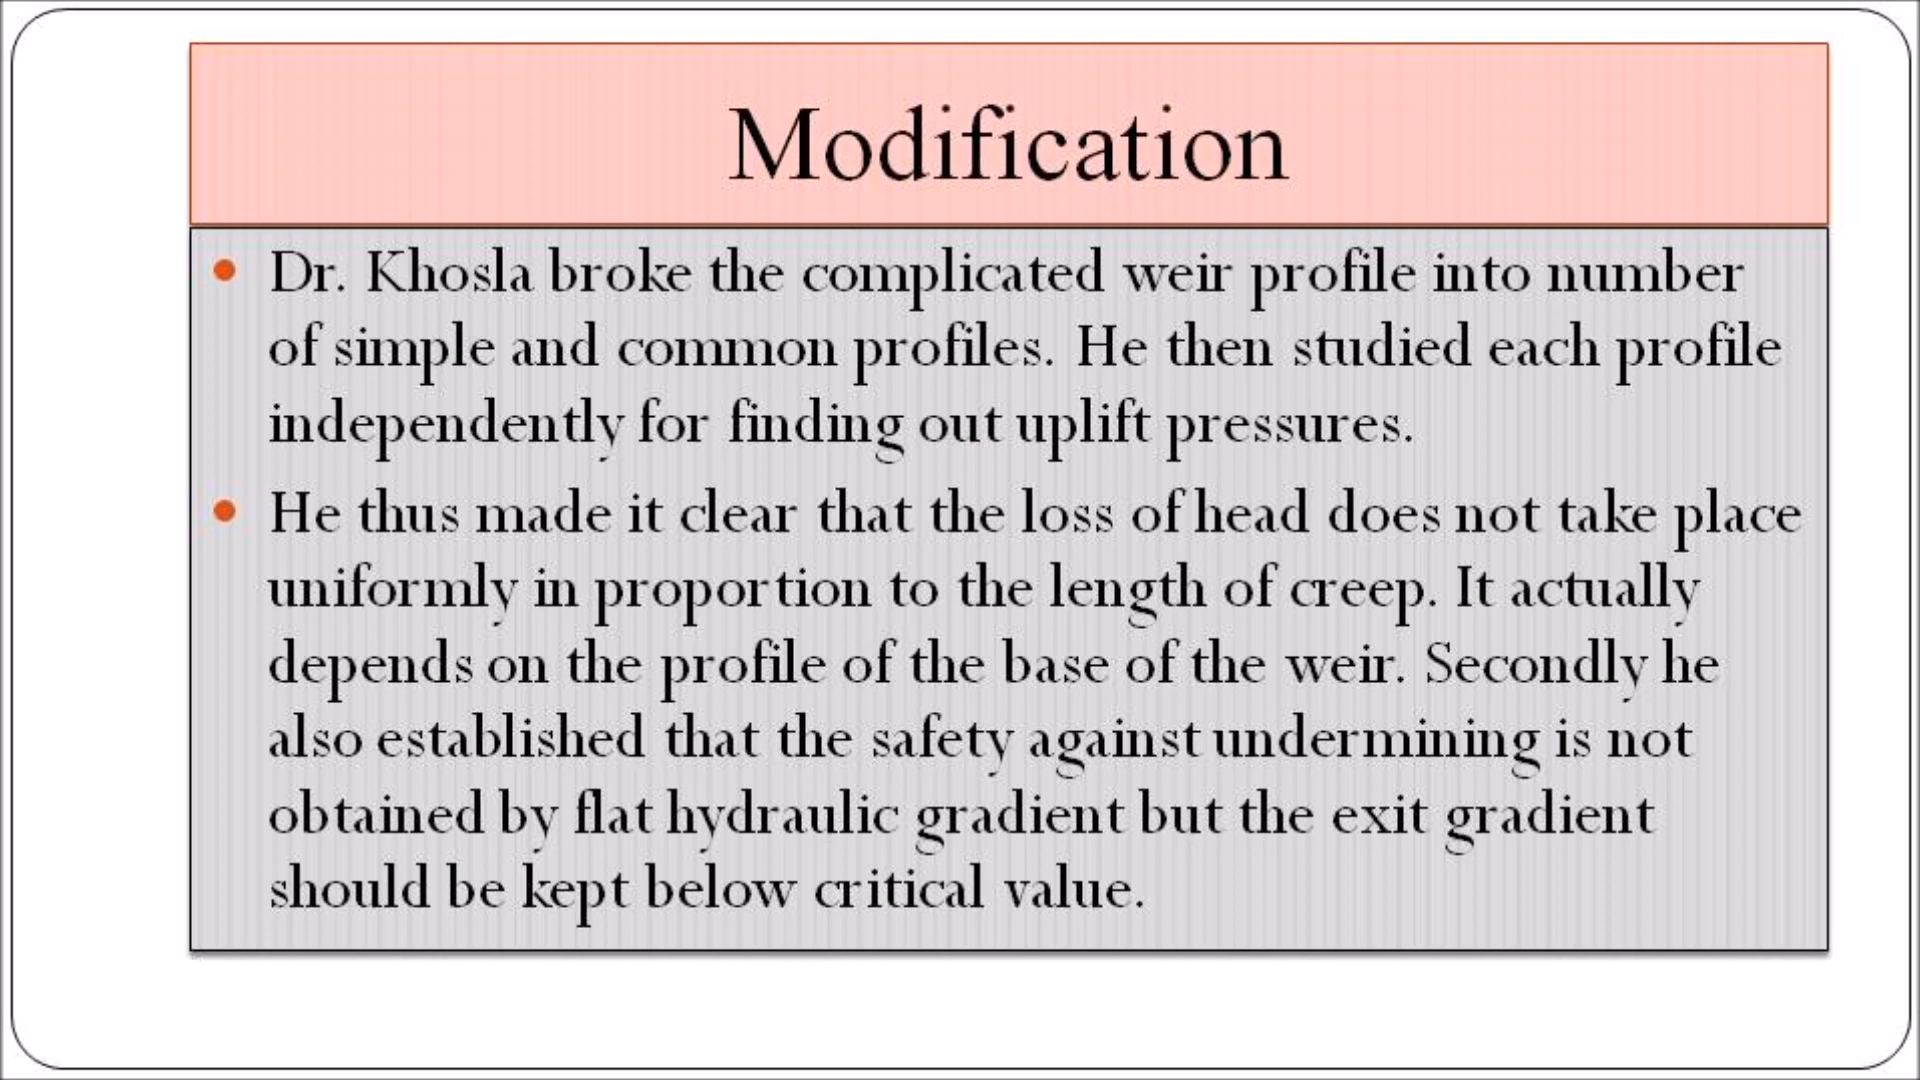 Modification
Dr. Khosla broke the complicated weir profile into number
of simple and common profiles. He then studied each profile
independently for finding out uplift pressures.
He thus made it clear that the loss of head does not take place
uniformly in proportion to the length of creep. It actually
depends on the profile of the base of the weir. Secondly he
also established that the safety against undermining is not
obtained by flat hydraulic gradient but the exit gradient
should be kept below critical value.